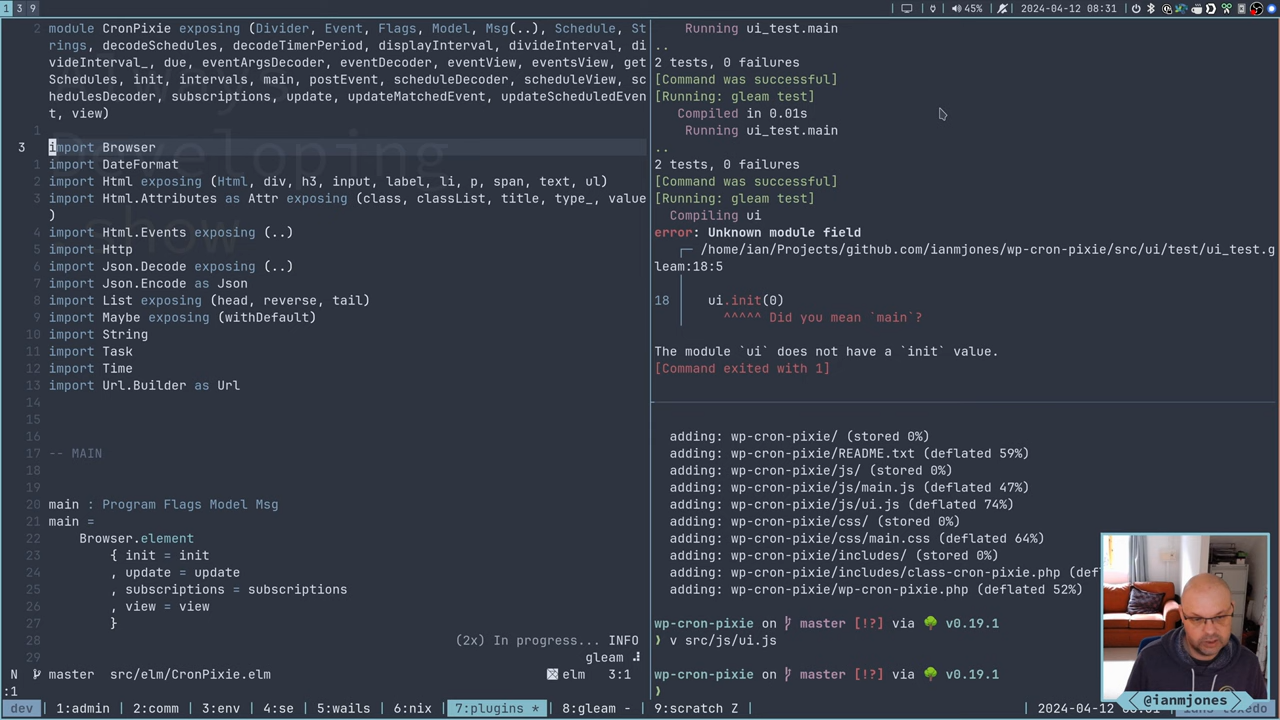 1 3 9
45% 2024-04-12 08:31
2 module CronPixie exposing (Divider, Event, Flags, Model, Msg(..), Schedule, St
rings, decodeSchedules, decodeTimerPeriod, displayInterval, divideInterval, di
videInterval_, due, eventArgsDecoder, eventDecoder, eventView, eventsView, get
Schedules, init, intervals, main, postEvent, scheduleDecoder, scheduleView, sc
hedulesDecoder, subscriptions, update, updateMatchedEvent, updateScheduledEven
t, view)
1
3 import Browser
1 import DateFormat
2 import Html exposing (Html, div, h3, input, label, li, p, span, text, ul)
3 import Html.Attributes as Attr exposing (class, classList, title, type_, value
)
4 import Html.Events exposing (..)
5 import Http
6 import Json.Decode exposing (..)
7 import Json.Encode as Json
8 import List exposing (head, reverse, tail)
9 import Maybe exposing (withDefault)
10 import String
11 import Task
12 import Time
13 import Url.Builder as Url
14
15
16
17 -- MAIN
18
19
20 main : Program Flags Model Msg
21 main =
22 Browser.element
23 { init = init
24 , update = update
25 , subscriptions = subscriptions
26 , view = view
27 }
28 (2x) In progress... INFO
29 gleam
N master src/elm/CronPixie.elm elm 3:1
:1
Developing
show
Running ui_test.main
..
2 tests, 0 failures
[Command was successful]
[Running: gleam test]
Compiled in 0.01s
Running ui_test.main
..
2 tests, 0 failures
[Command was successful]
[Running: gleam test]
Compiling ui
error: Unknown module field
/home/ian/Projects/github.com/ianmjones/wp-cron-pixie/src/ui/test/ui_test.g
leam:18:5
18 ui.init(0)
^^^^^ Did you mean `main`?
The module `ui` does not have a `init` value.
[Command exited with 1]
adding: wp-cron-pixie/ (stored 0%)
adding: wp-cron-pixie/README.txt (deflated 59%)
adding: wp-cron-pixie/js/ (stored 0%)
adding: wp-cron-pixie/js/main.js (deflated 47%)
adding: wp-cron-pixie/js/ui.js (deflated 74%)
adding: wp-cron-pixie/css/ (stored 0%)
adding: wp-cron-pixie/css/main.css (deflated 64%)
adding: wp-cron-pixie/includes/ (stored 0%)
adding: wp-cron-pixie/includes/class-cron-pixie.php (def
adding: wp-cron-pixie/wp-cron-pixie.php (deflated 52%)
wp-cron-pixie on master [!?] via v0.19.1
❯ v src/js/ui.js
wp-cron-pixie on master [!?] via v0.19.1
❯
@ianmjones
dev 1:admin 2:comm 3:env 4:se 5:wails 6:nix 7:plugins * 8:gleam - 9:scratch Z 2024-04-12